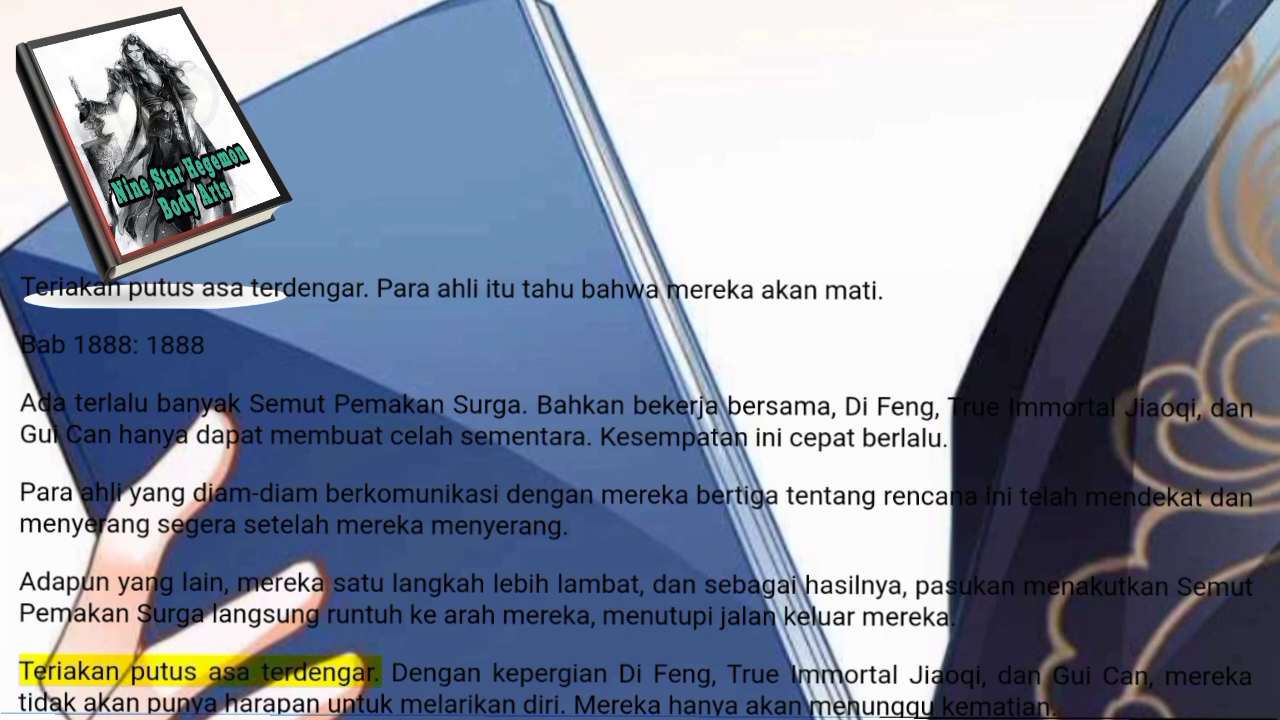 Nine Star Hegemon
Body Arts
Teriakan putus asa terdengar. Para ahli itu tahu bahwa mereka akan mati.
Bab 1888: 1888
Ada terlalu banyak Semut Pemakan Surga. Bahkan bekerja bersama, Di Feng, True Immortal Jiaoqi, dan
Gui Can hanya dapat membuat celah sementara. Kesempatan ini cepat berlalu.
Para ahli yang diam-diam berkomunikasi dengan mereka bertiga tentang rencana ini telah mendekat dan
menyerang segera setelah mereka menyerang.
Adapun yang lain, mereka satu langkah lebih lambat, dan sebagai hasilnya, pasukan menakutkan Semut
Pemakan Surga langsung runtuh ke arah mereka, menutupi jalan keluar mereka.
Teriakan putus asa terdengar. Dengan kepergian Di Feng, True Immortal Jiaoqi, dan Gui Can, mereka
tidak akan punya harapan untuk melarikan diri. Mereka hanya akan menunggu kematian.